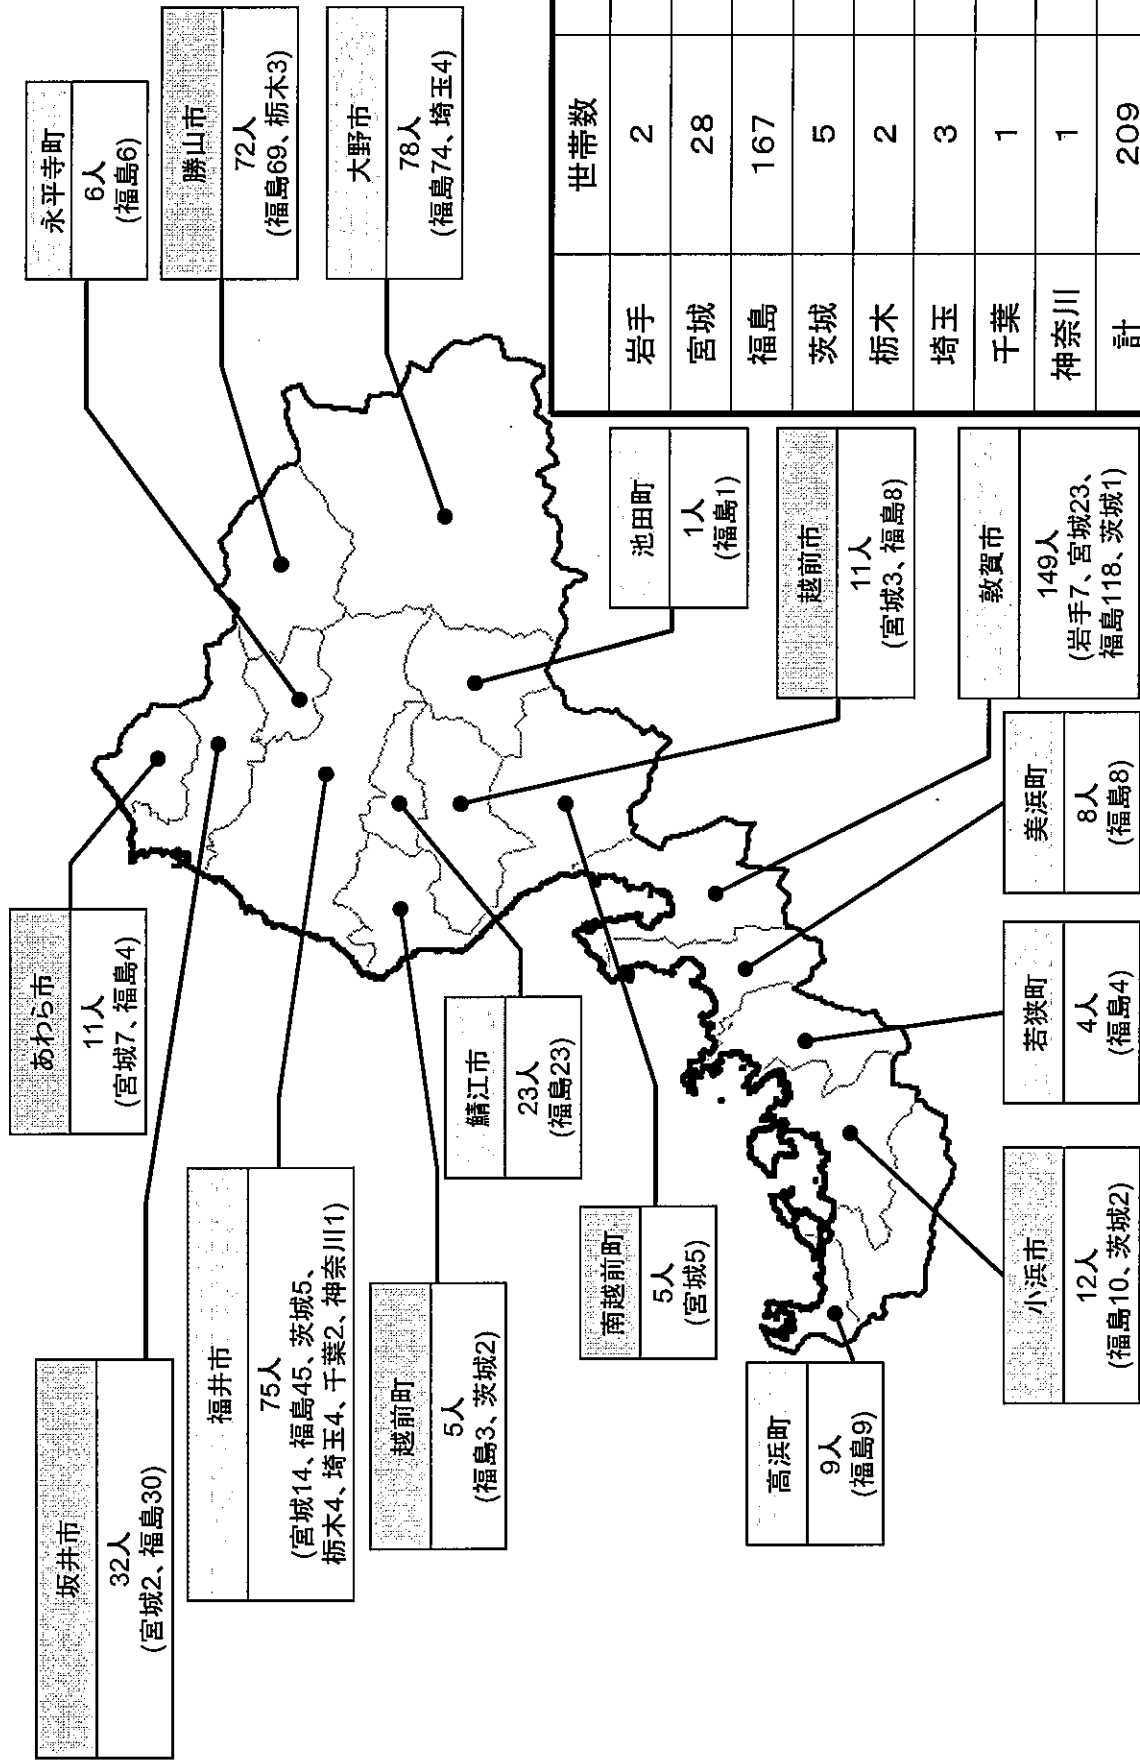 坂井市
32人
(宮城2、福島30)
あわら市
11人
(宮城7、福島4)
永平寺町
6人
(福島6)
勝山市
72人
(福島69、栃木3)
大野市
78人
(福島74、埼玉4)
福井市
75人
(宮城14、福島45、茨城5、
栃木4、埼玉4、千葉2、神奈川1)
越前町
5人
(福島3、茨城2)
鯖江市
23人
(福島23)
南越前町
5人
(宮城5)
池田町
1人
(福島1)
越前市
11人
(宮城3、福島8)
敦賀市
149人
(岩手7、宮城23、
福島118、茨城1)
美浜町
8人
(福島8)
若狭町
4人
(福島4)
小浜市
12人
(福島10、茨城2)
高浜町
9人
(福島9)
世帯数
岩手 2
宮城 28
福島 167
茨城 5
栃木 2
埼玉 3
千葉 1
神奈川 1
計 209